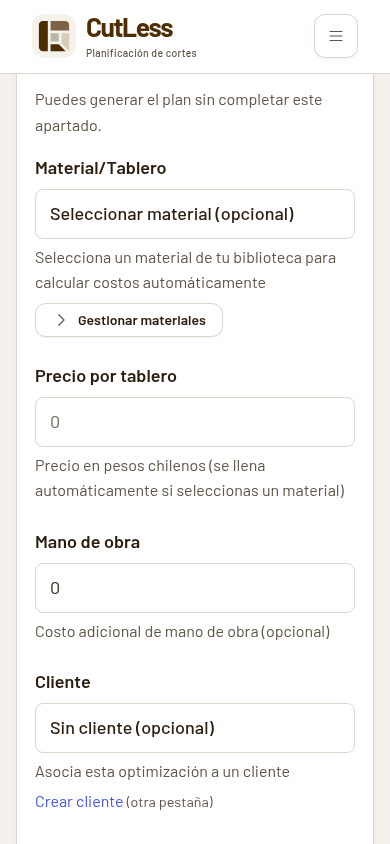 CutLess
Planificación de cortes
Puedes generar el plan sin completar este
apartado.
Material/Tablero
Seleccionar material (opcional)
Selecciona un material de tu biblioteca para
calcular costos automáticamente
Gestionar materiales
Precio por tablero
0
Precio en pesos chilenos (se llena
automáticamente si seleccionas un material)
Mano de obra
0
Costo adicional de mano de obra (opcional)
Cliente
Sin cliente (opcional)
Asocia esta optimización a un cliente
Crear cliente (otra pestaña)